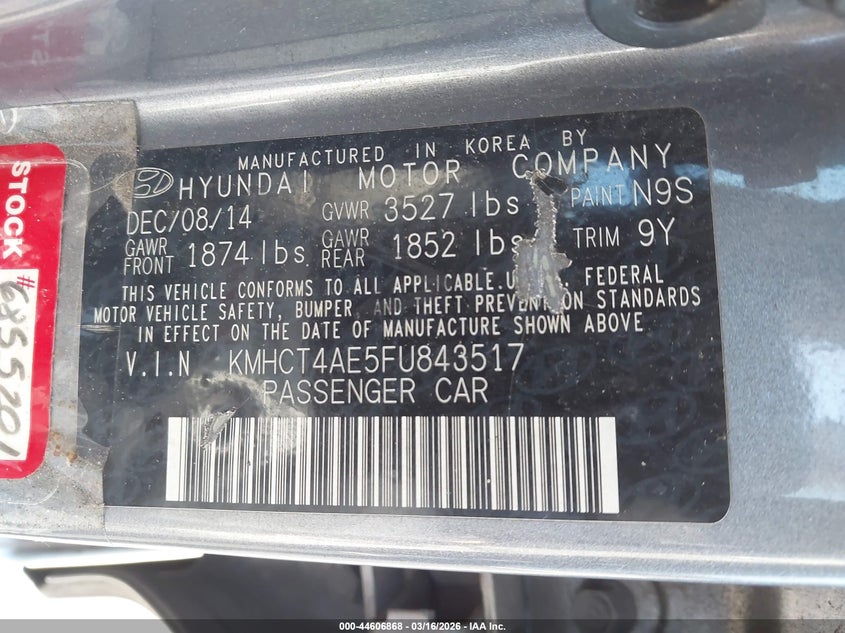 MANUFACTURED IN KOREA BY
HYUNDAI MOTOR COMPANY
DEC/08/14 GVWR 3527 lbs PAINT N9S
GAWR FRONT 1874 lbs GAWR REAR 1852 lbs TRIM 9Y
THIS VEHICLE CONFORMS TO ALL APPLICABLE U FEDERAL
MOTOR VEHICLE SAFETY, BUMPER, AND THEFT PREVENTION STANDARDS
IN EFFECT ON THE DATE OF MANUFACTURE SHOWN ABOVE
V.I.N KMHCT4AE5FU843517
PASSENGER CAR
STOCK #
6855201
000-44606868 - 03/16/2026 - IAA Inc.